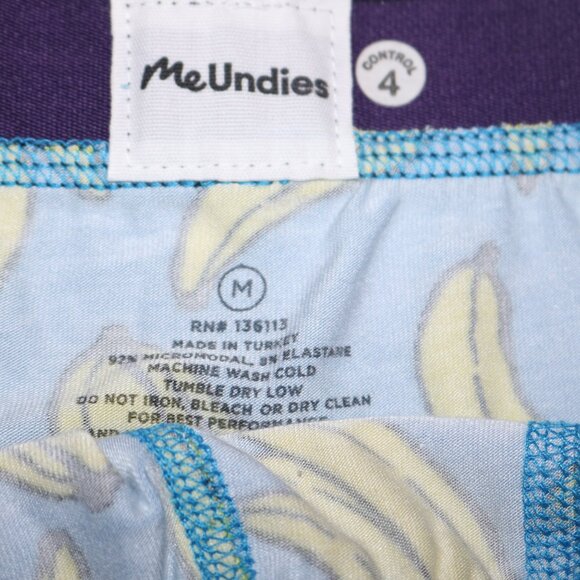 MeUndies
CONTROL
4
M
RN# 136113
MADE IN TURKEY
92% MICROMODAL, 8% ELASTANE
MACHINE WASH COLD
TUMBLE DRY LOW
DO NOT IRON, BLEACH OR DRY CLEAN
FOR BEST PERFORMANCE
AND